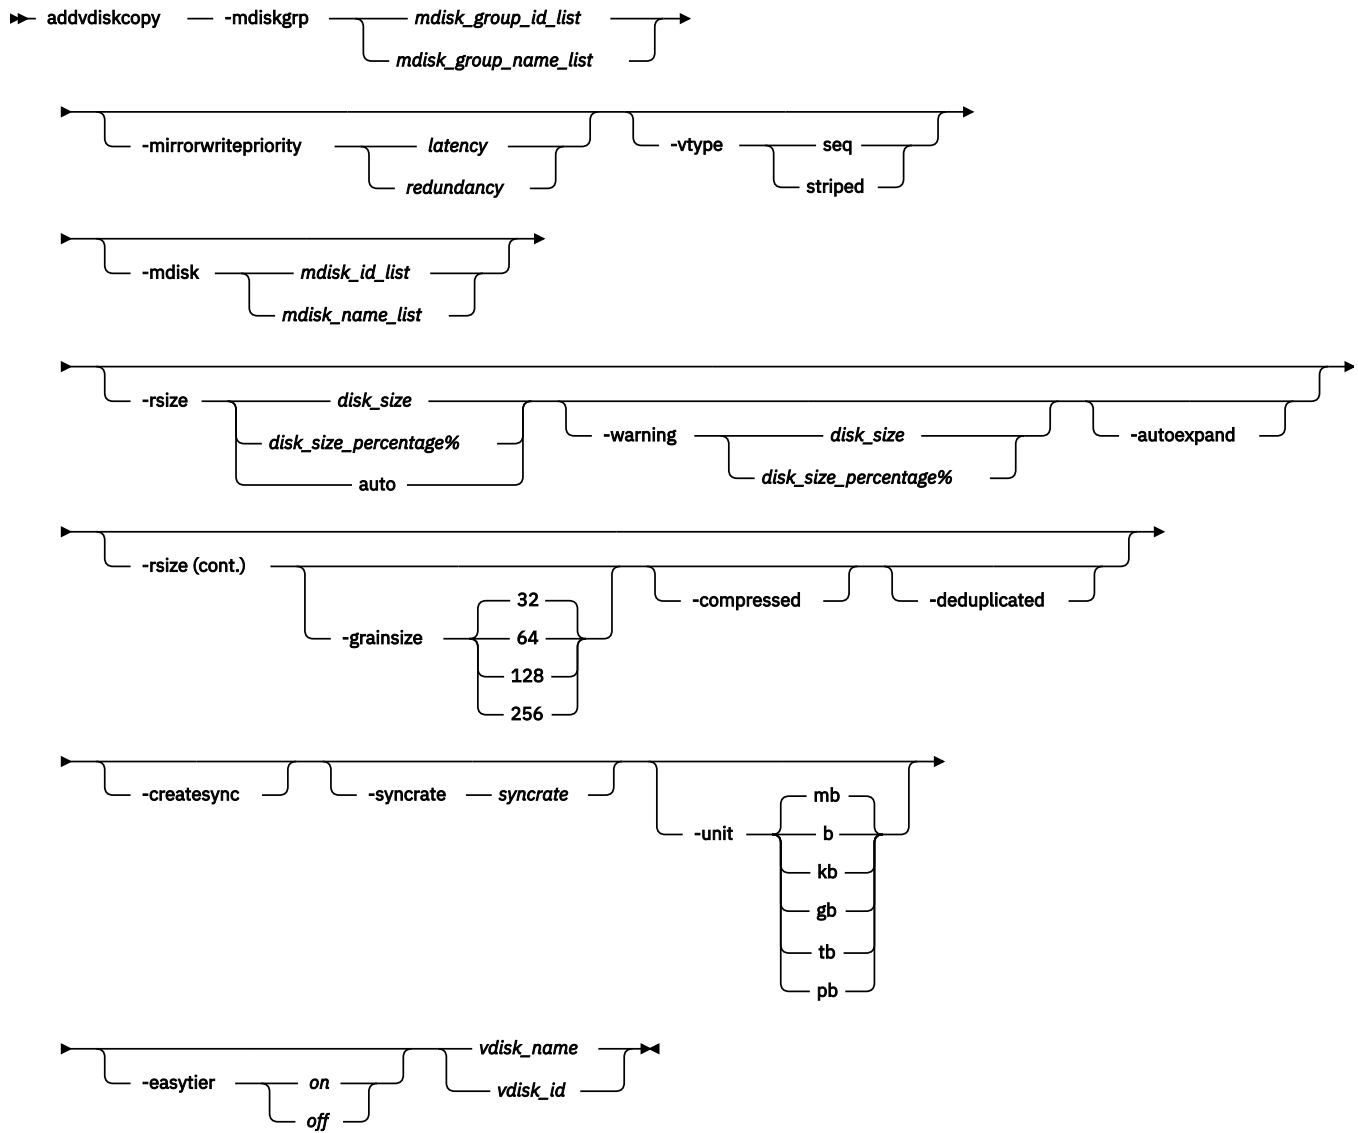 addvdiskcopy -mdiskgrp mdisk_group_id_list
mdisk_group_name_list
-mirrorwritepriority latency -vtype seq
redundancy striped
-mdisk mdisk_id_list
mdisk_name_list
-rsize disk_size
disk_size_percentage% -warning disk_size -autoexpand
auto disk_size_percentage%
-rsize (cont.)
32 -compressed -deduplicated
-grainsize 64
128
256
-createsync -syncrate syncrate mb
-unit b
kb
gb
tb
pb
vdisk_name
-easytier on vdisk_id
off